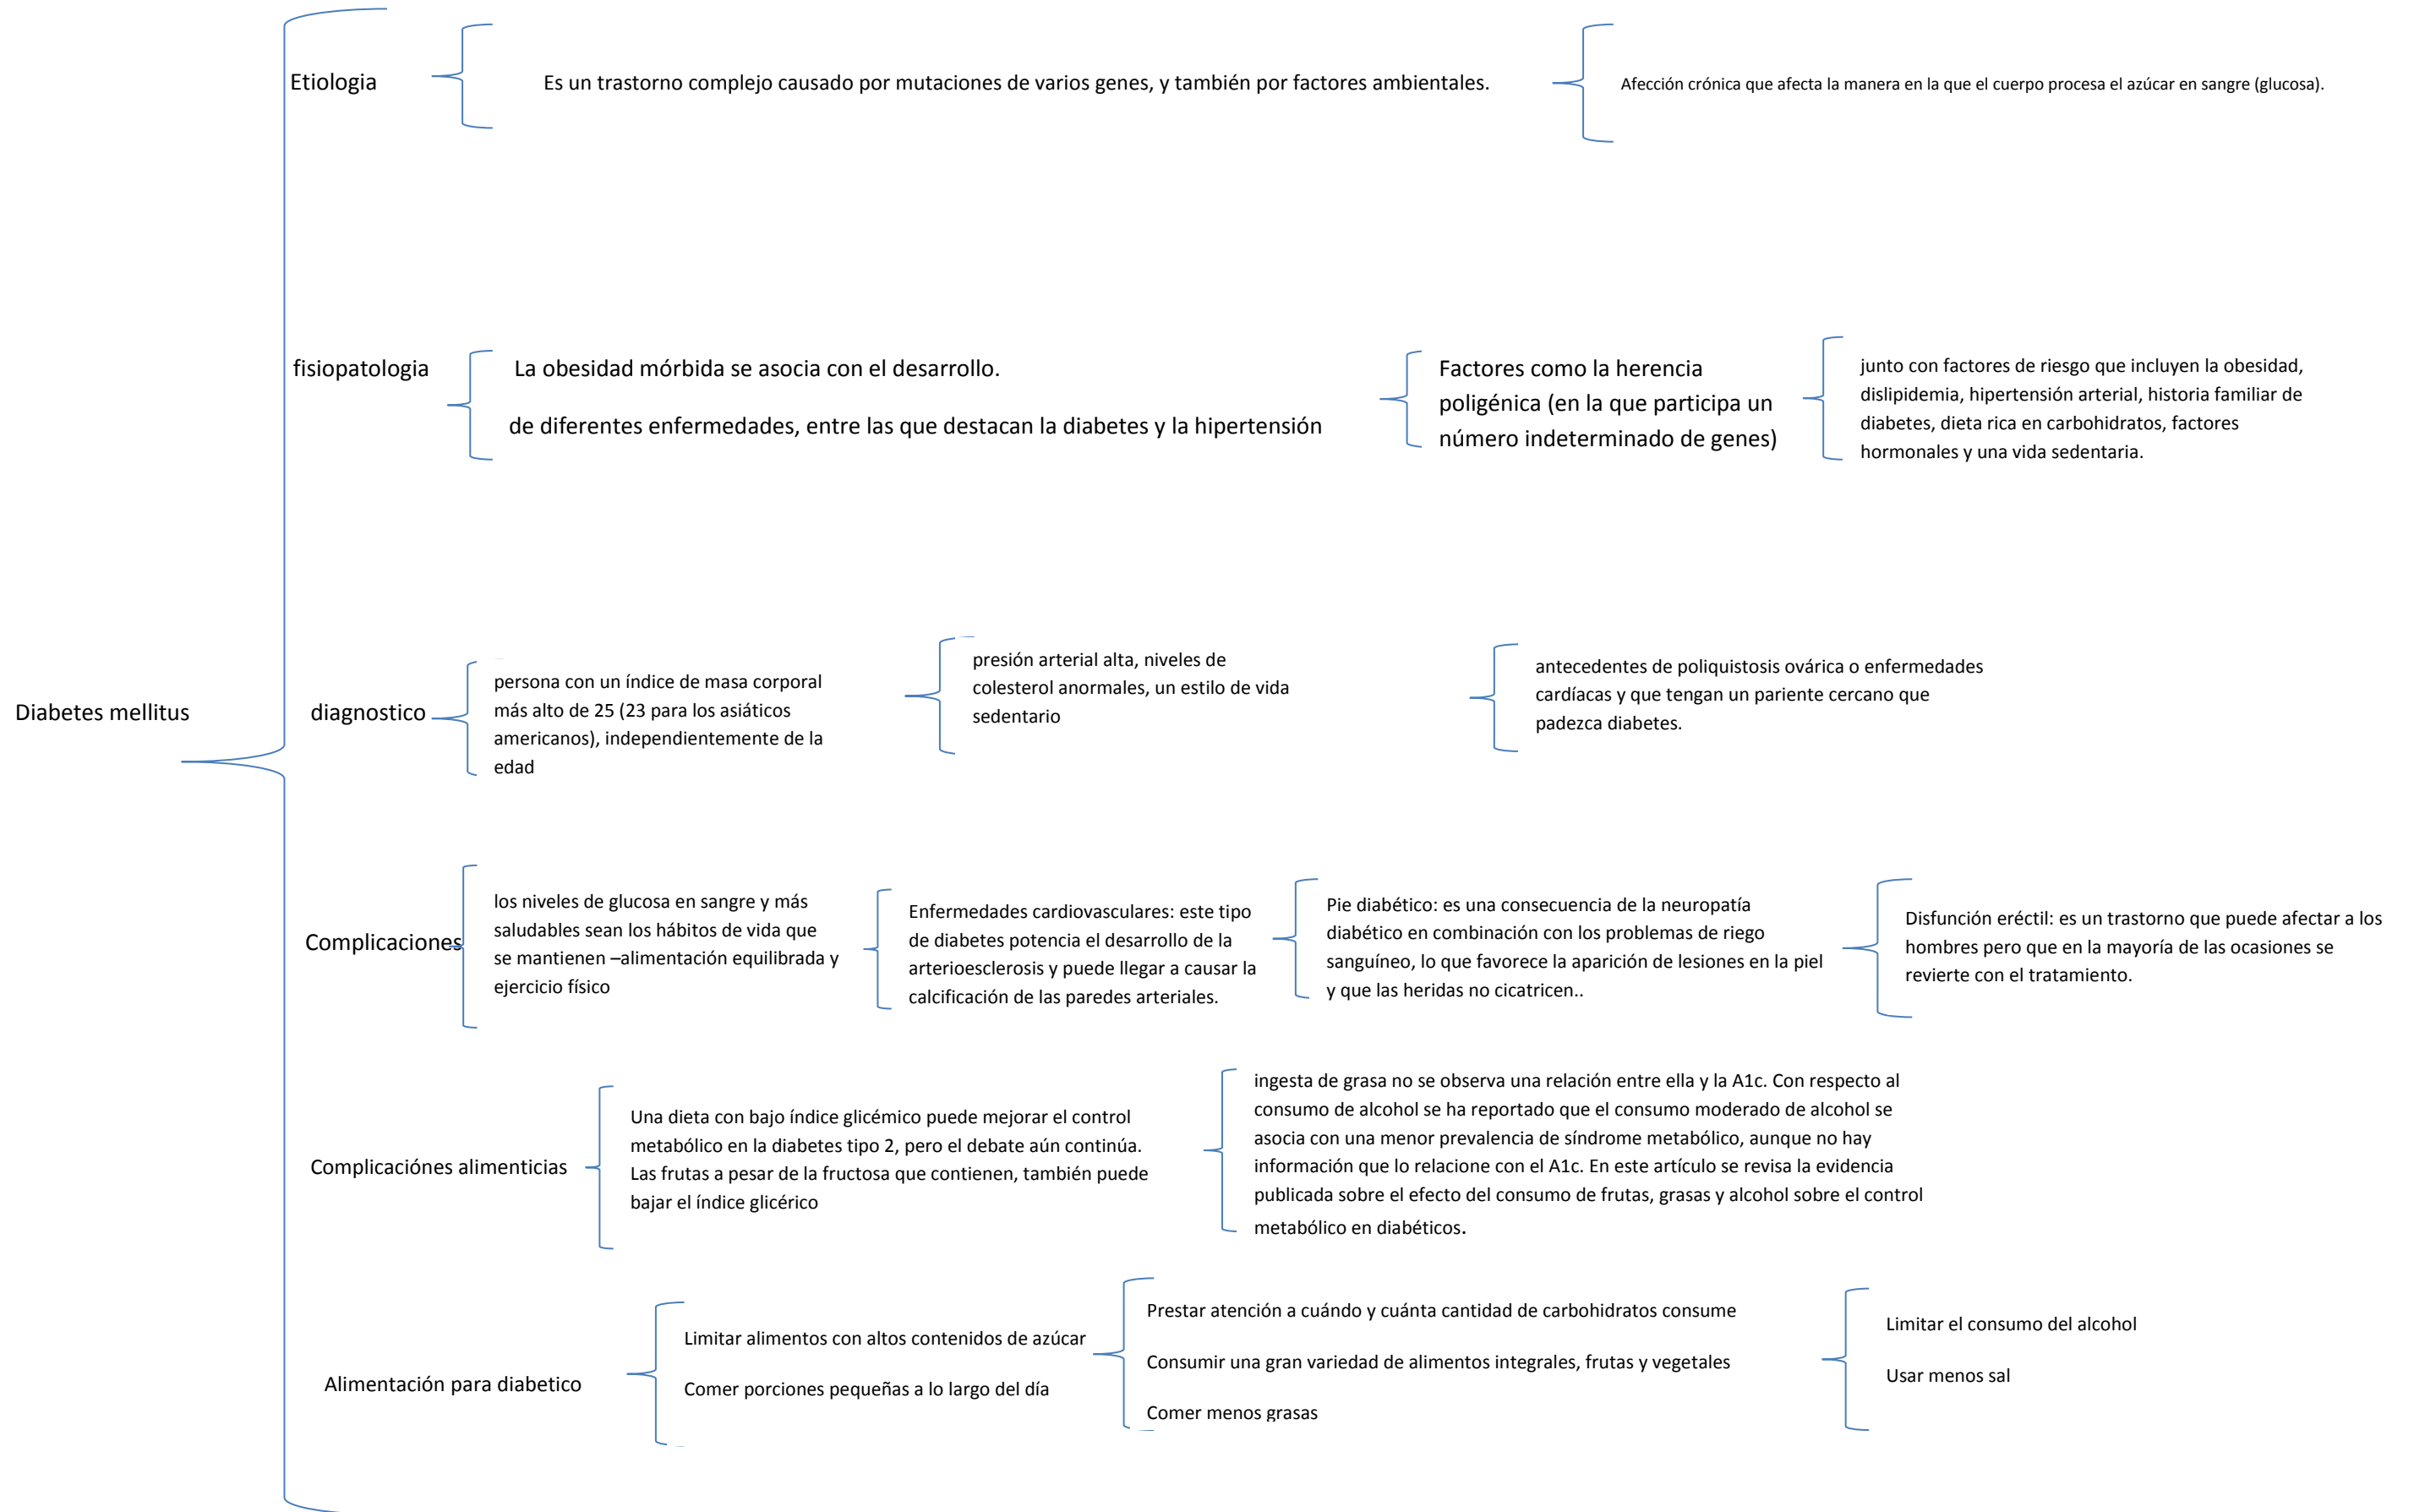 Etiologia
Es un trastorno complejo causado por mutaciones de varios genes, y también por factores ambientales.
Afección crónica que afecta la manera en la que el cuerpo procesa el azúcar en sangre (glucosa).
fisiopatologia
La obesidad mórbida se asocia con el desarrollo.
de diferentes enfermedades, entre las que destacan la diabetes y la hipertensión
Factores como la herencia
poligénica (en la que participa un
número indeterminado de genes)
junto con factores de riesgo que incluyen la obesidad,
dislipidemia, hipertensión arterial, historia familiar de
diabetes, dieta rica en carbohidratos, factores
hormonales y una vida sedentaria.
Diabetes mellitus
diagnostico
persona con un índice de masa corporal
más alto de 25 (23 para los asiáticos
americanos), independientemente de la
edad
presión arterial alta, niveles de
colesterol anormales, un estilo de vida
sedentario
antecedentes de poliquistosis ovárica o enfermedades
cardíacas y que tengan un pariente cercano que
padezca diabetes.
Complicaciones
los niveles de glucosa en sangre y más
saludables sean los hábitos de vida que
se mantienen –alimentación equilibrada y
ejercicio físico
Enfermedades cardiovasculares: este tipo
de diabetes potencia el desarrollo de la
arterioesclerosis y puede llegar a causar la
calcificación de las paredes arteriales.
Pie diabético: es una consecuencia de la neuropatía
diabético en combinación con los problemas de riego
sanguíneo, lo que favorece la aparición de lesiones en la piel
y que las heridas no cicatricen..
Disfunción eréctil: es un trastorno que puede afectar a los
hombres pero que en la mayoría de las ocasiones se
revierte con el tratamiento.
Complicaciónes alimenticias
Una dieta con bajo índice glicémico puede mejorar el control
metabólico en la diabetes tipo 2, pero el debate aún continúa.
Las frutas a pesar de la fructosa que contienen, también puede
bajar el índice glicérico
ingesta de grasa no se observa una relación entre ella y la A1c. Con respecto al
consumo de alcohol se ha reportado que el consumo moderado de alcohol se
asocia con una menor prevalencia de síndrome metabólico, aunque no hay
información que lo relacione con el A1c. En este artículo se revisa la evidencia
publicada sobre el efecto del consumo de frutas, grasas y alcohol sobre el control
metabólico en diabéticos.
Alimentación para diabetico
Limitar alimentos con altos contenidos de azúcar
Comer porciones pequeñas a lo largo del día
Prestar atención a cuándo y cuánta cantidad de carbohidratos consume
Consumir una gran variedad de alimentos integrales, frutas y vegetales
Comer menos grasas
Limitar el consumo del alcohol
Usar menos sal